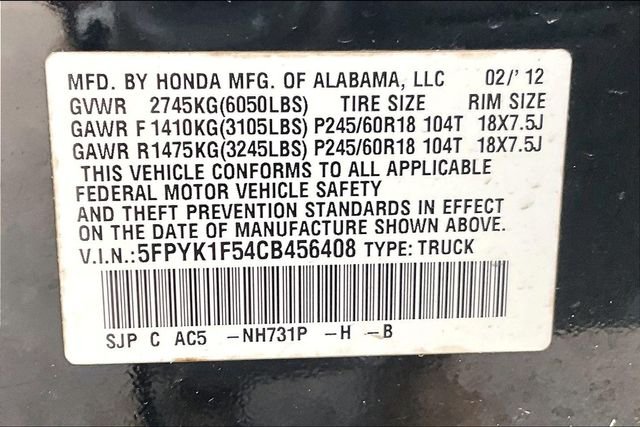 MFD. BY HONDA MFG. OF ALABAMA, LLC 02/'12
GVWR 2745KG(6050LBS) TIRE SIZE RIM SIZE
GAWR F1410KG(3105LBS) P245/60R18 104T 18X7.5J
GAWR R1475KG(3245LBS) P245/60R18 104T 18X7.5J
THIS VEHICLE CONFORMS TO ALL APPLICABLE
FEDERAL MOTOR VEHICLE SAFETY
AND THEFT PREVENTION STANDARDS IN EFFECT
ON THE DATE OF MANUFACTURE SHOWN ABOVE.
V.I.N.:5FPYK1F54CB456408 TYPE: TRUCK
SJP C AC5 -NH731P -H -B